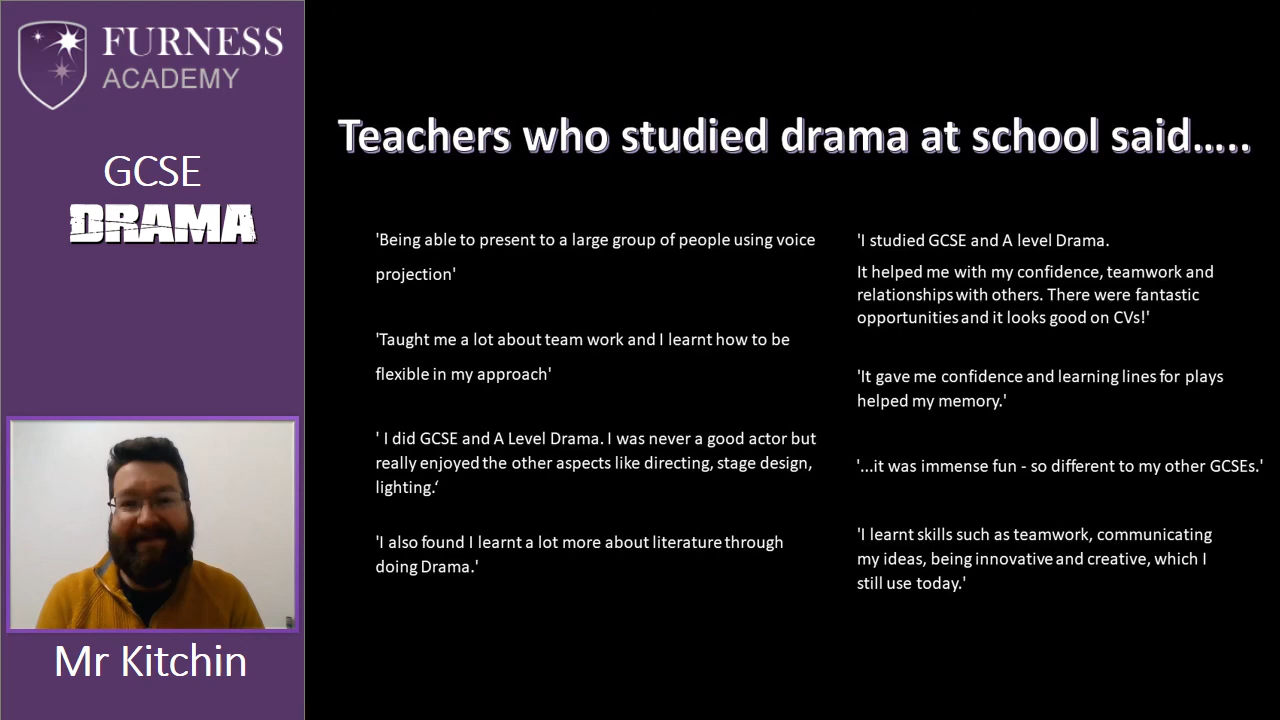 FURNESS
ACADEMY
GCSE
DRAMA
Mr Kitchin
Teachers who studied drama at school said…..
'Being able to present to a large group of people using voice
projection'
'Taught me a lot about team work and I learnt how to be
flexible in my approach'
' I did GCSE and A Level Drama. I was never a good actor but
really enjoyed the other aspects like directing, stage design,
lighting.‘
'I also found I learnt a lot more about literature through
doing Drama.'
'I studied GCSE and A level Drama.
It helped me with my confidence, teamwork and
relationships with others. There were fantastic
opportunities and it looks good on CVs!'
'It gave me confidence and learning lines for plays
helped my memory.'
'...it was immense fun - so different to my other GCSEs.'
'I learnt skills such as teamwork, communicating
my ideas, being innovative and creative, which I
still use today.'